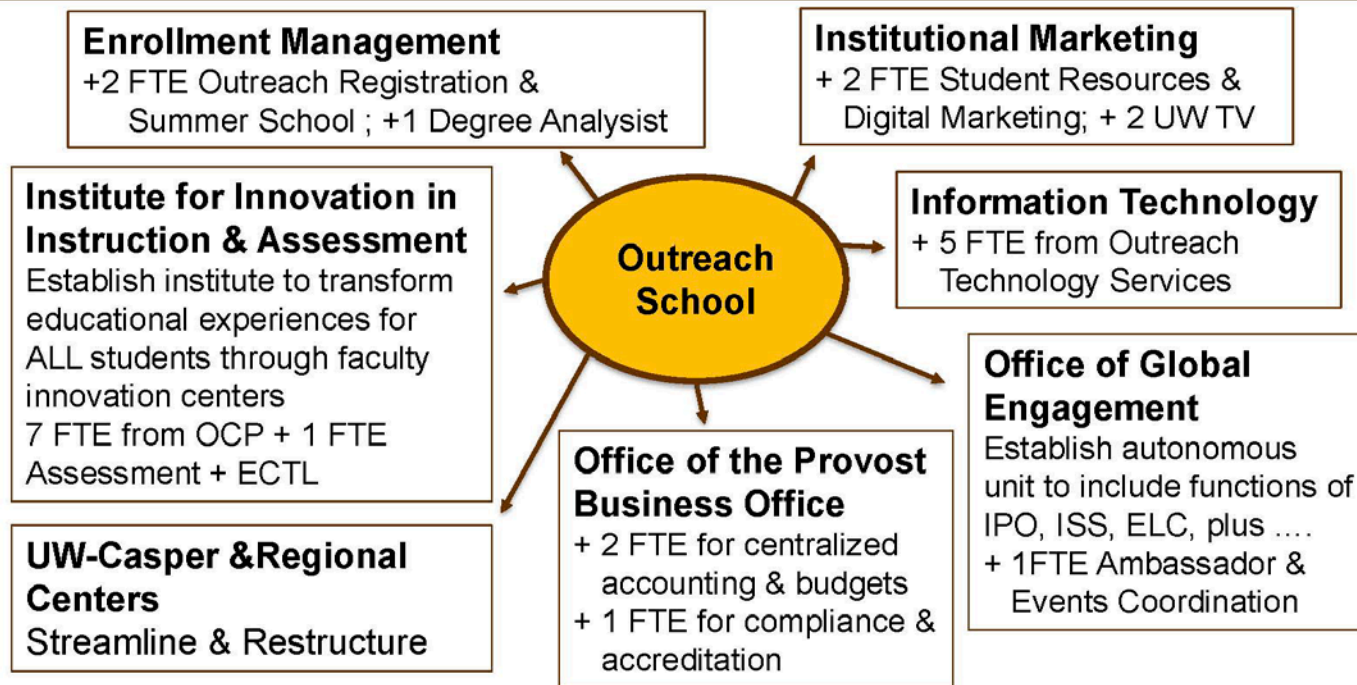 Enrollment Management
+2 FTE Outreach Registration &
Summer School ; +1 Degree Analysist
Institutional Marketing
+ 2 FTE Student Resources &
Digital Marketing; + 2 UW TV
Institute for Innovation in
Instruction & Assessment
Establish institute to transform
educational experiences for
ALL students through faculty
innovation centers
7 FTE from OCP + 1 FTE
Assessment + ECTL
Outreach
School
Information Technology
+ 5 FTE from Outreach
Technology Services
Office of Global
Engagement
Establish autonomous
unit to include functions of
IPO, ISS, ELC, plus ....
+ 1FTE Ambassador &
Events Coordination
Office of the Provost
Business Office
+ 2 FTE for centralized
accounting & budgets
+ 1 FTE for compliance &
accreditation
UW-Casper &Regional
Centers
Streamline & Restructure